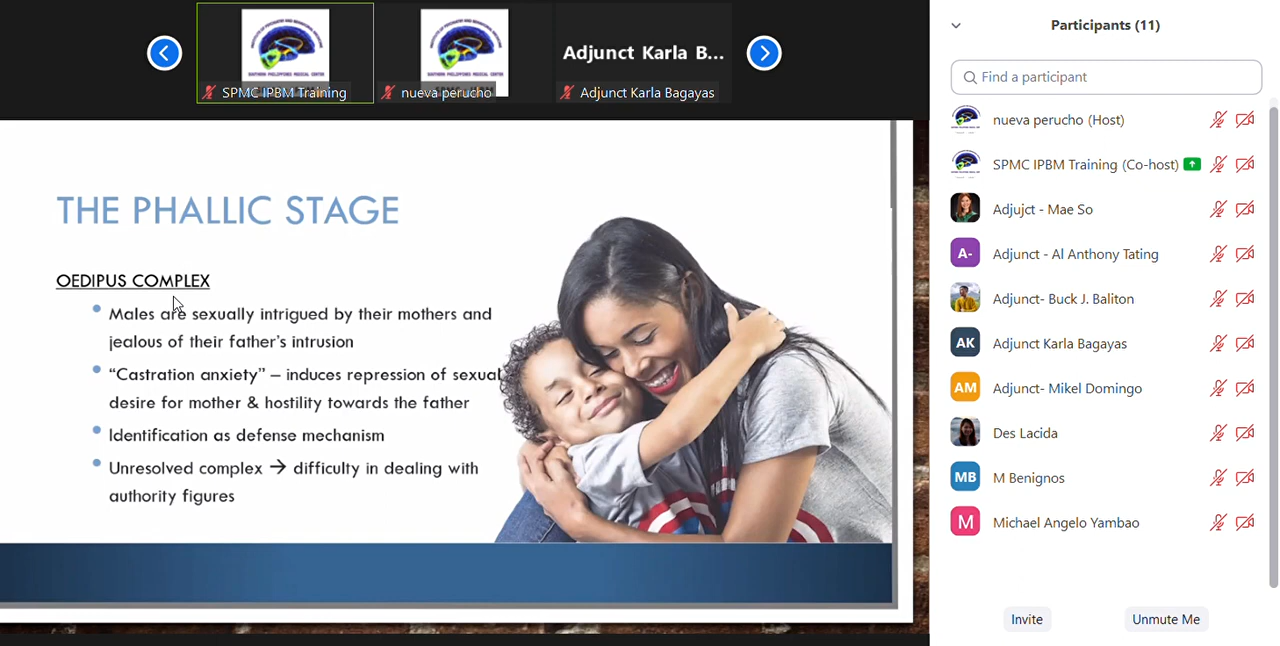 Adjunct Karla B...
SPMC IPBM Training
nueva perucho
Adjunct Karla Bagayas
THE PHALLIC STAGE
OEDIPUS COMPLEX
• Males are sexually intrigued by their mothers and
jealous of their father's intrusion
• “Castration anxiety” – induces repression of sexual
desire for mother & hostility towards the father
• Identification as defense mechanism
• Unresolved complex → difficulty in dealing with
authority figures
Participants (11)
Find a participant
nueva perucho (Host)
SPMC IPBM Training (Co-host)
Adjujct - Mae So
A- Adjunct - Al Anthony Tating
Adjunct- Buck J. Baliton
AK Adjunct Karla Bagayas
AM Adjunct- Mikel Domingo
Des Lacida
MB M Benignos
M Michael Angelo Yambao
Invite Unmute Me